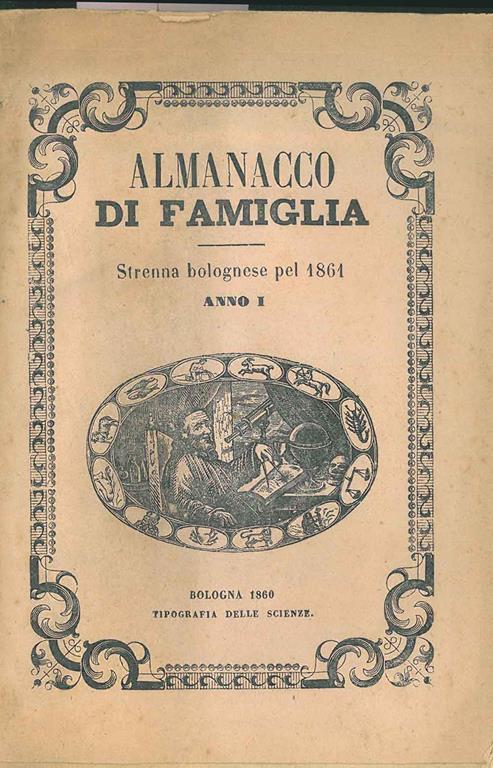 ALMANACCO
DI FAMIGLIA
Strenna bolognese pel 1861
ANNO I
BOLOGNA 1860
TIPOGRAFIA DELLE SCIENZE.